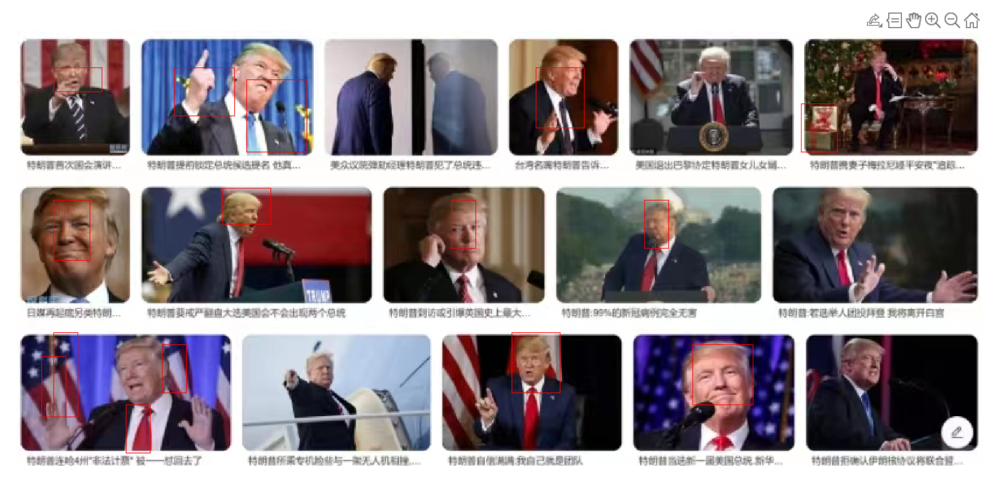 特朗普首次国会演讲...
特朗普提前锁定总统候选提名 他真...
美众议院弹劾经理特朗普犯了总统违...
台湾名嘴特朗普告诉...
美国退出巴黎协定特朗普女儿女婿...
特朗普携妻子梅拉尼娅平安夜"追踪...
TRUMP
日媒再起底另类特朗...
特朗普要戒严翻盘大选美国会不会出现两个总统
特朗普到访或引爆英国史上最大...
特朗普:99%的新冠病例完全无害
特朗普:若选举人团投拜登 我将离开白宫
特朗普连呛4州"非法计票" 被一一怼回去了
特朗普所乘专机险些与一架无人机相撞,...
特朗普自信满满:我自己就是团队
特朗普当选新一届美国总统.新华...
特朗普拒确认伊朗核协议将联合盟...